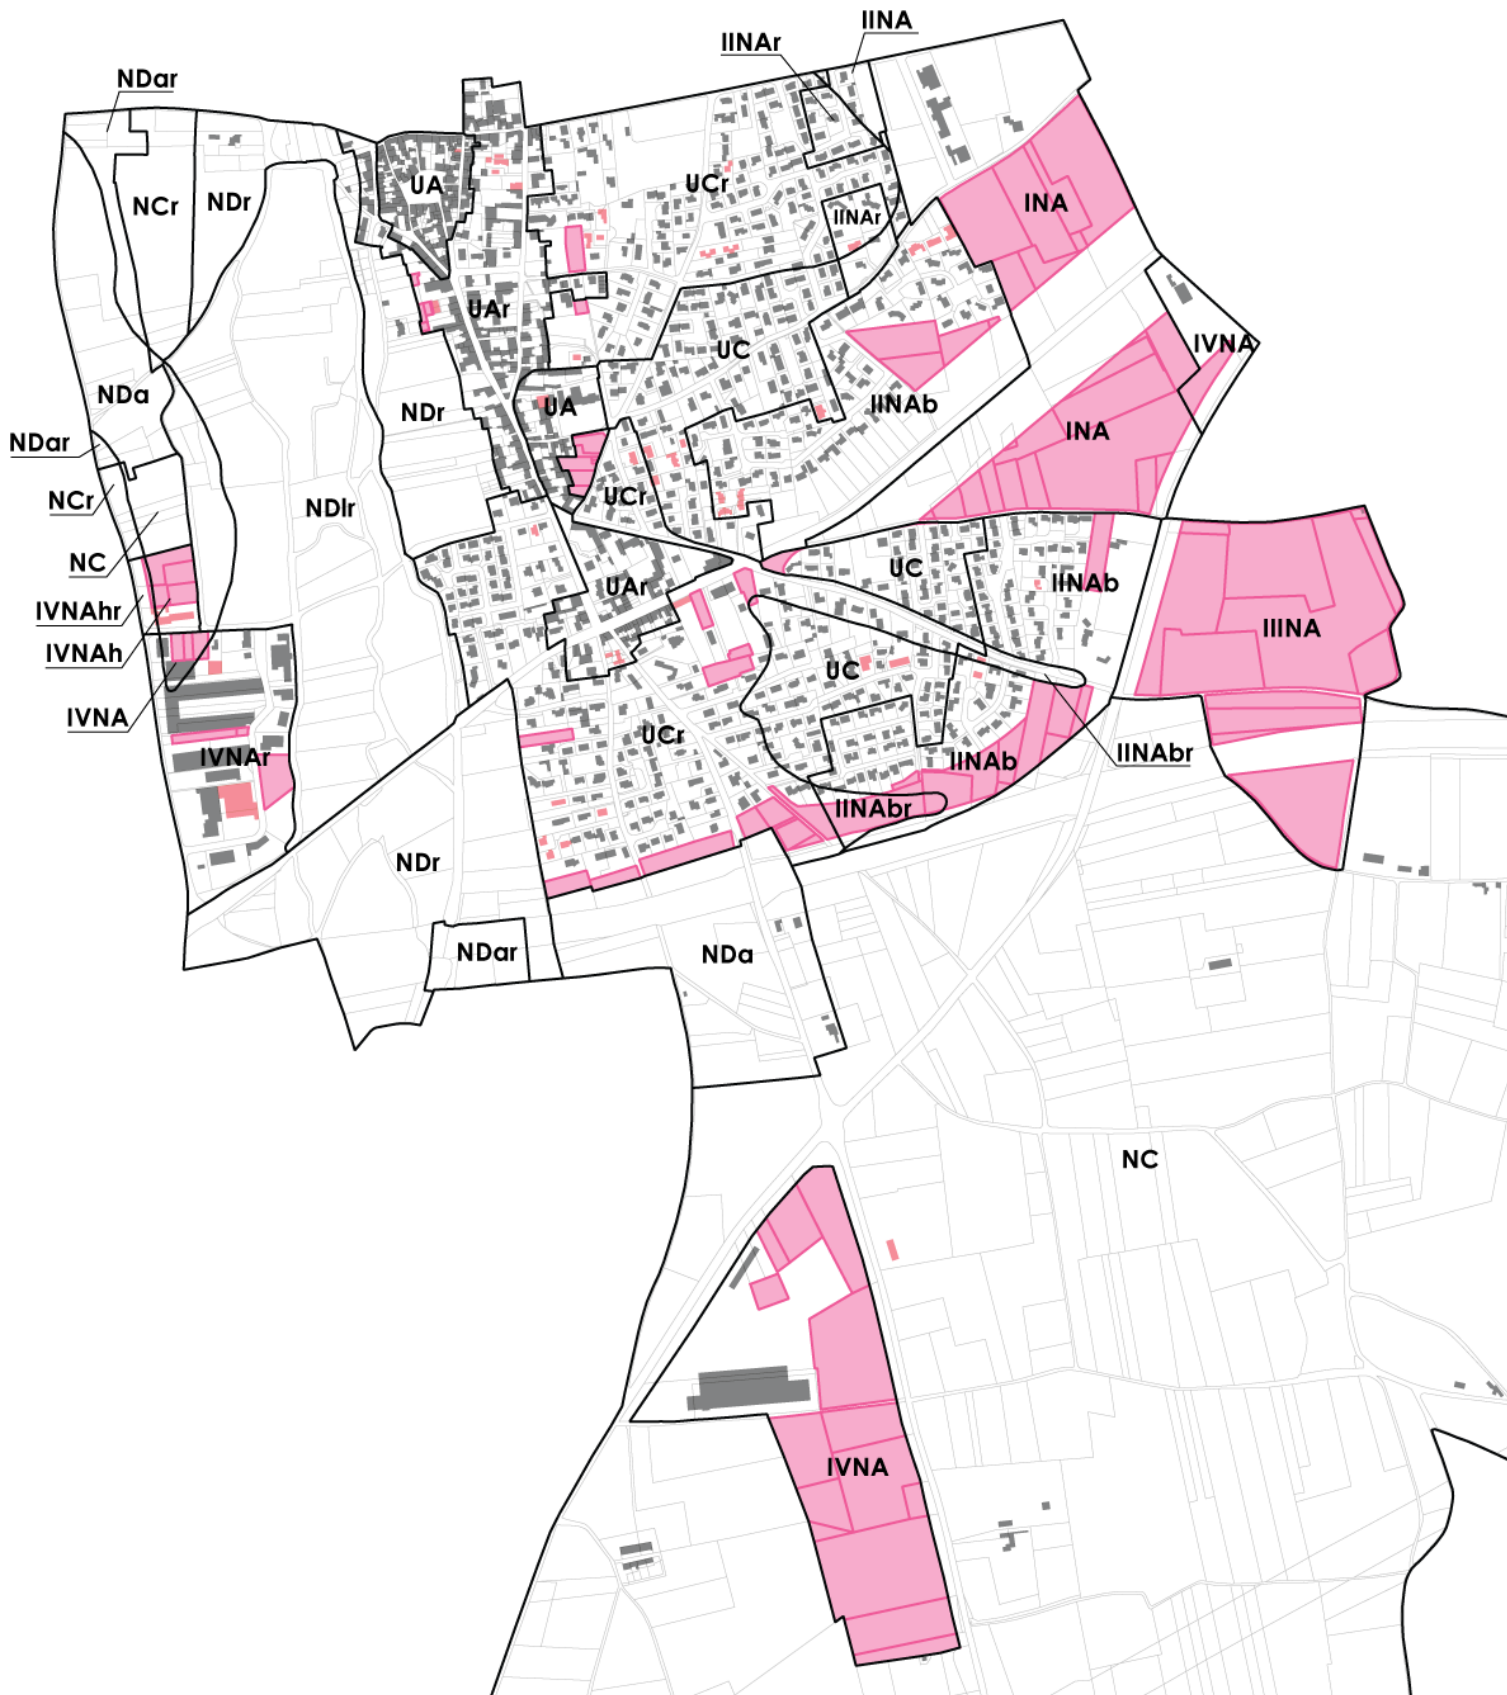 IINA
IINAr
NDar
UA
UCr
NCr
NDr
INA
IINAr
UAr
IVNA
UC
NDa
IINAb
UA
NDr
INA
NDar
UCr
NCr
NDlr
NC
UC
IINAb
UAr
IVNAhr
IIINA
IVNAh
UC
IVNA
UCr
IINAbr
IVNAr
IINAb
IINAbr
NDr
NDar
NDa
NC
IVNA